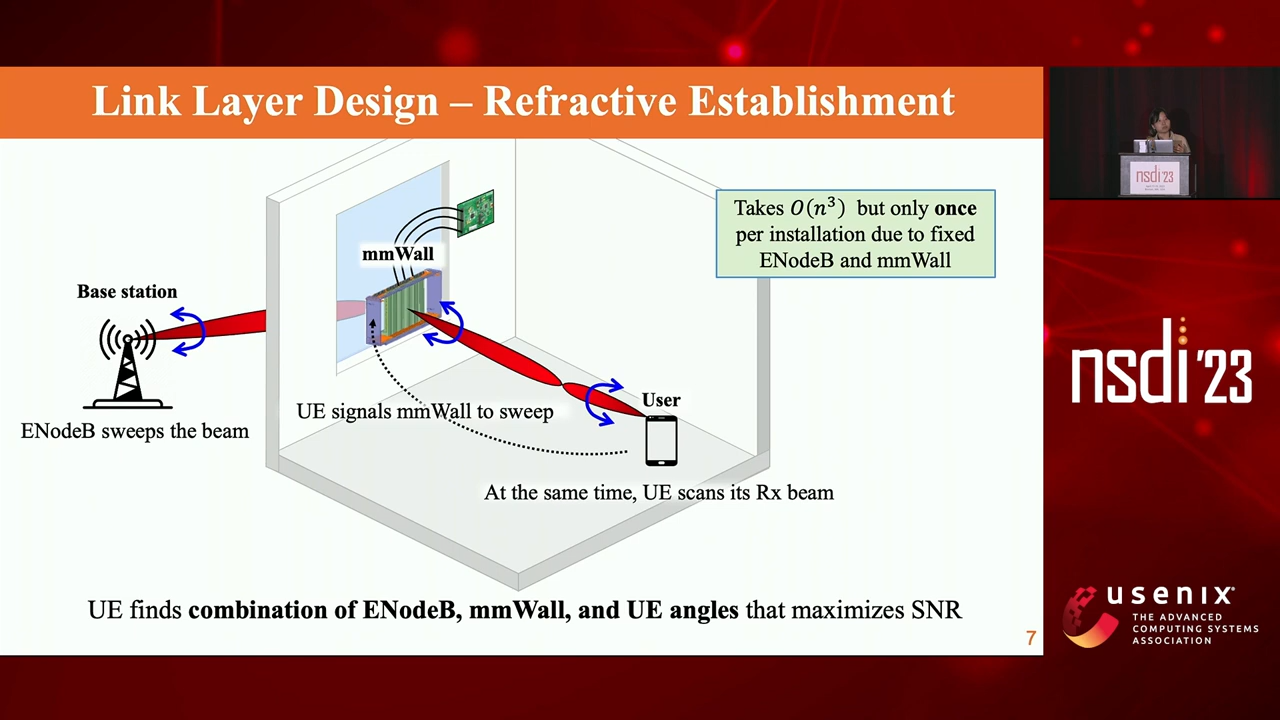 Link Layer Design – Refractive Establishment
Takes O(n³) but only once
per installation due to fixed
ENodeB and mmWall
mmWall
Base station
User
UE signals mmWall to sweep
ENodeB sweeps the beam
At the same time, UE scans its Rx beam
UE finds combination of ENodeB, mmWall, and UE angles that maximizes SNR
7
nsdi'23
nsdi '23
usenix
THE ADVANCED
COMPUTING SYSTEMS
ASSOCIATION